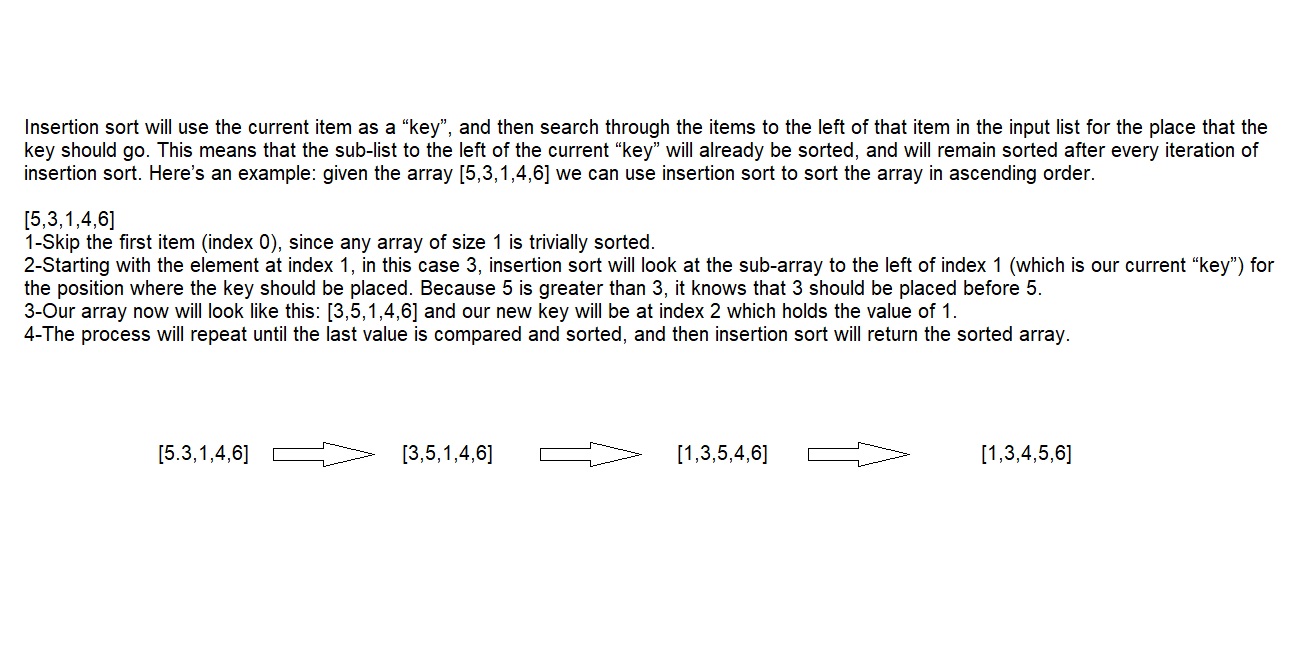 Insertion sort will use the current item as a “key”, and then search through the items to the left of that item in the input list for the place that the
key should go. This means that the sub-list to the left of the current “key” will already be sorted, and will remain sorted after every iteration of
insertion sort. Here’s an example: given the array [5,3,1,4,6] we can use insertion sort to sort the array in ascending order.
[5,3,1,4,6]
1-Skip the first item (index 0), since any array of size 1 is trivially sorted.
2-Starting with the element at index 1, in this case 3, insertion sort will look at the sub-array to the left of index 1 (which is our current “key”) for
the position where the key should be placed. Because 5 is greater than 3, it knows that 3 should be placed before 5.
3-Our array now will look like this: [3,5,1,4,6] and our new key will be at index 2 which holds the value of 1.
4-The process will repeat until the last value is compared and sorted, and then insertion sort will return the sorted array.
[5.3,1,4,6] [3,5,1,4,6] [1,3,5,4,6] [1,3,4,5,6]